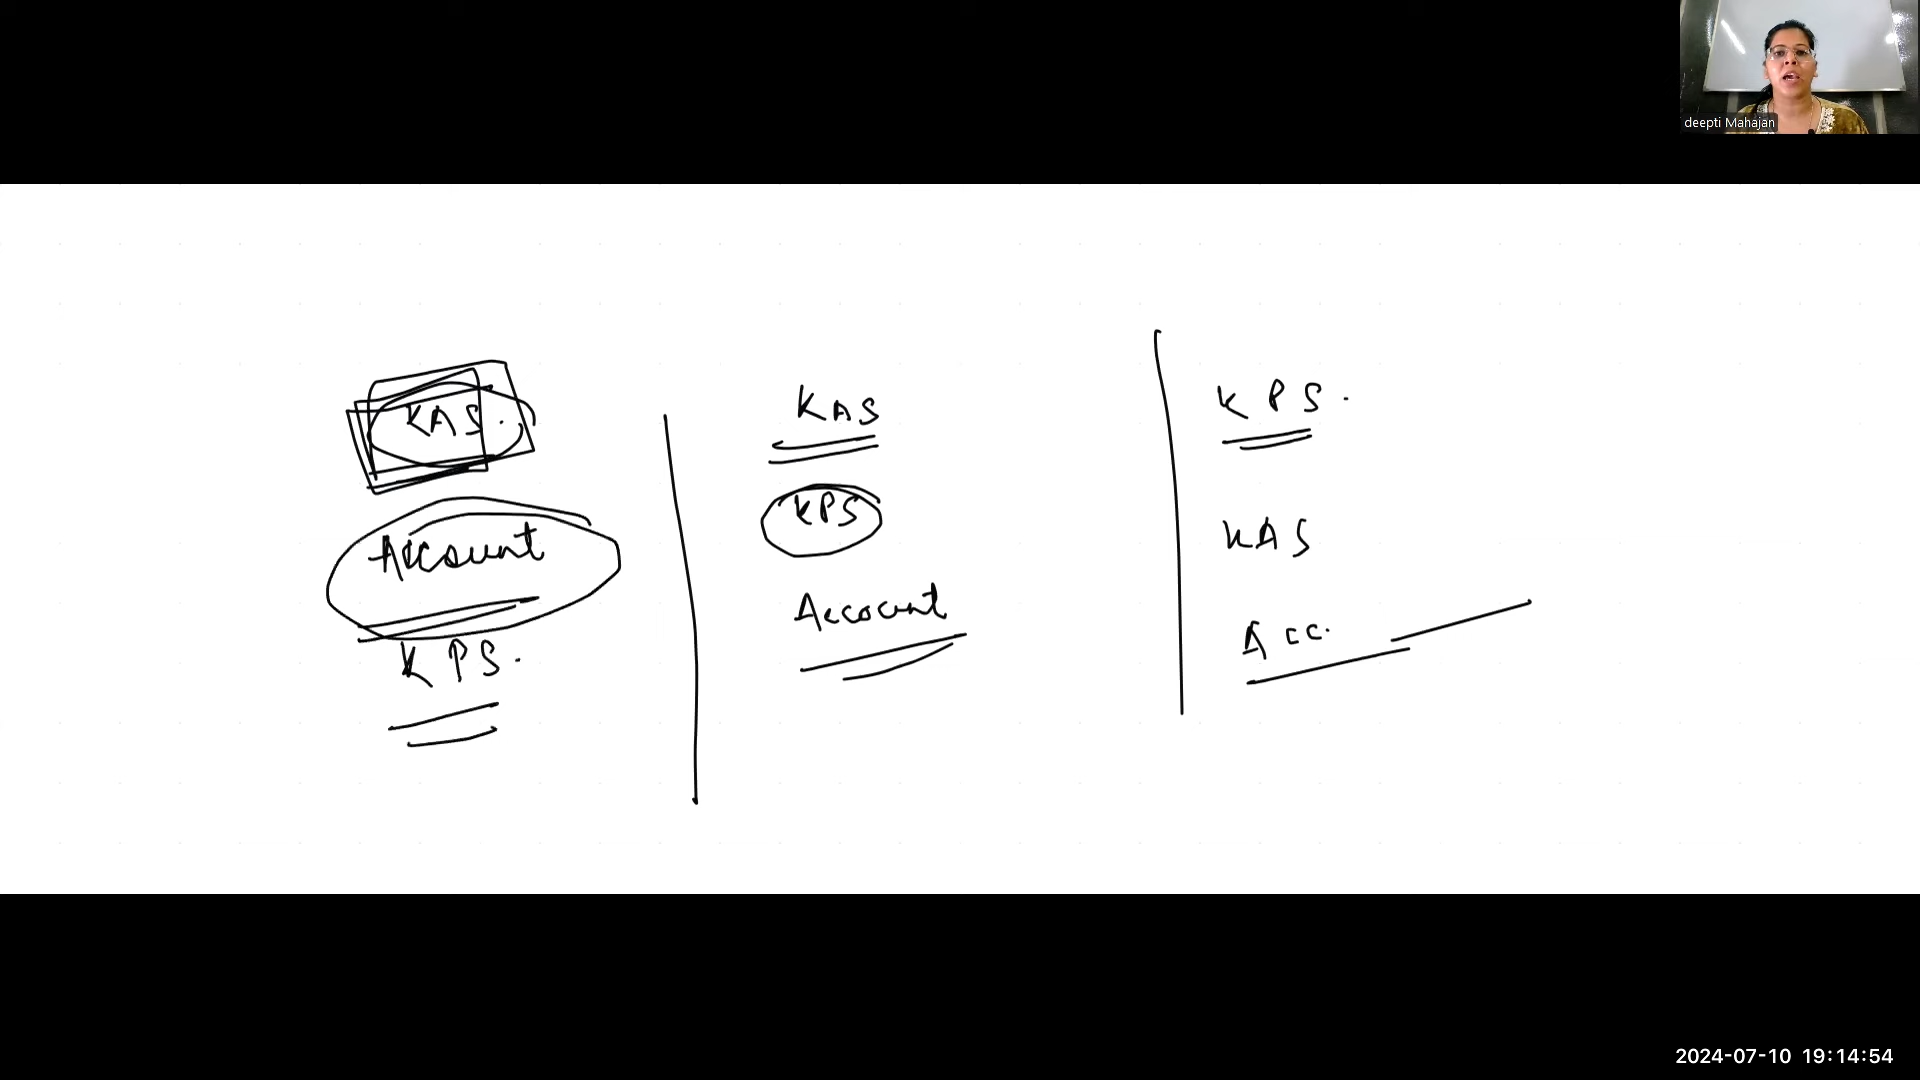 deepti Mahajan
KAS.
Account
KPS.
KAS
KPS
Account
KPS.
KAS
Acc.
2024-07-10 19:14:54